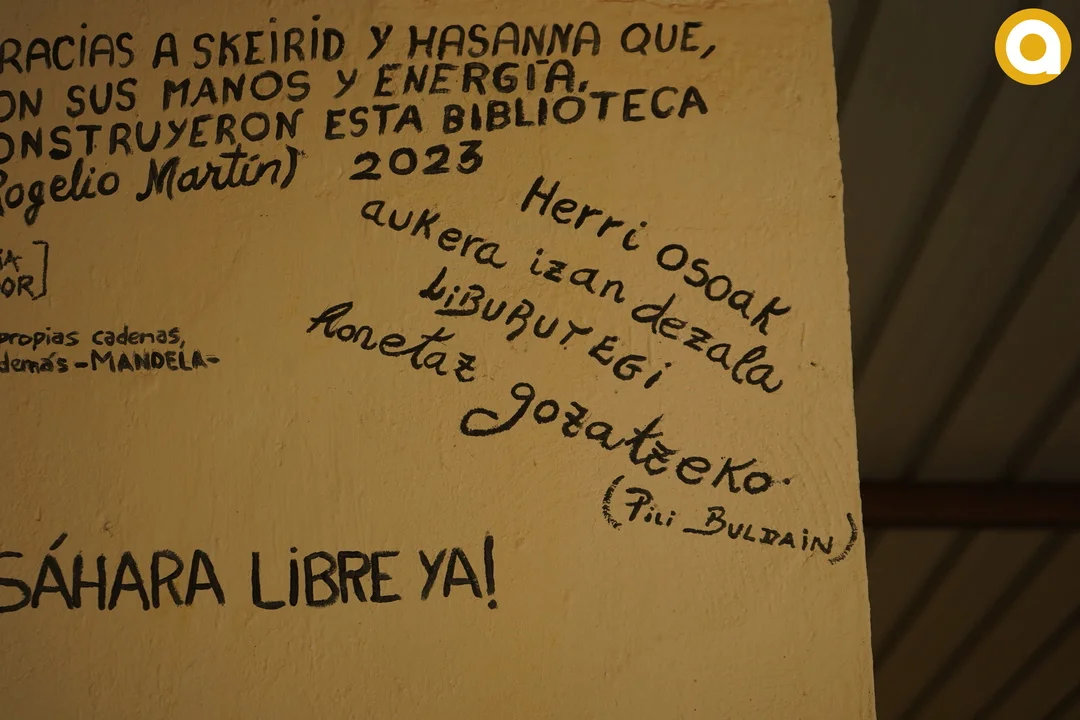 RACIAS A SKEIRID Y HASANNA QUE,
ON SUS MANOS Y ENERGÍA.
ONSTRUYERON ESTA BIBLIOTECA
Rogelio Martín) 2023
Herri osoak
aukera izan dezala
LIBURUTEGI
honetaz gozatzeko.
(Pili BULDAIN)
A
OR]
propias cadenas,
demás - MANDELA-
SÁHARA LIBRE YA!
a